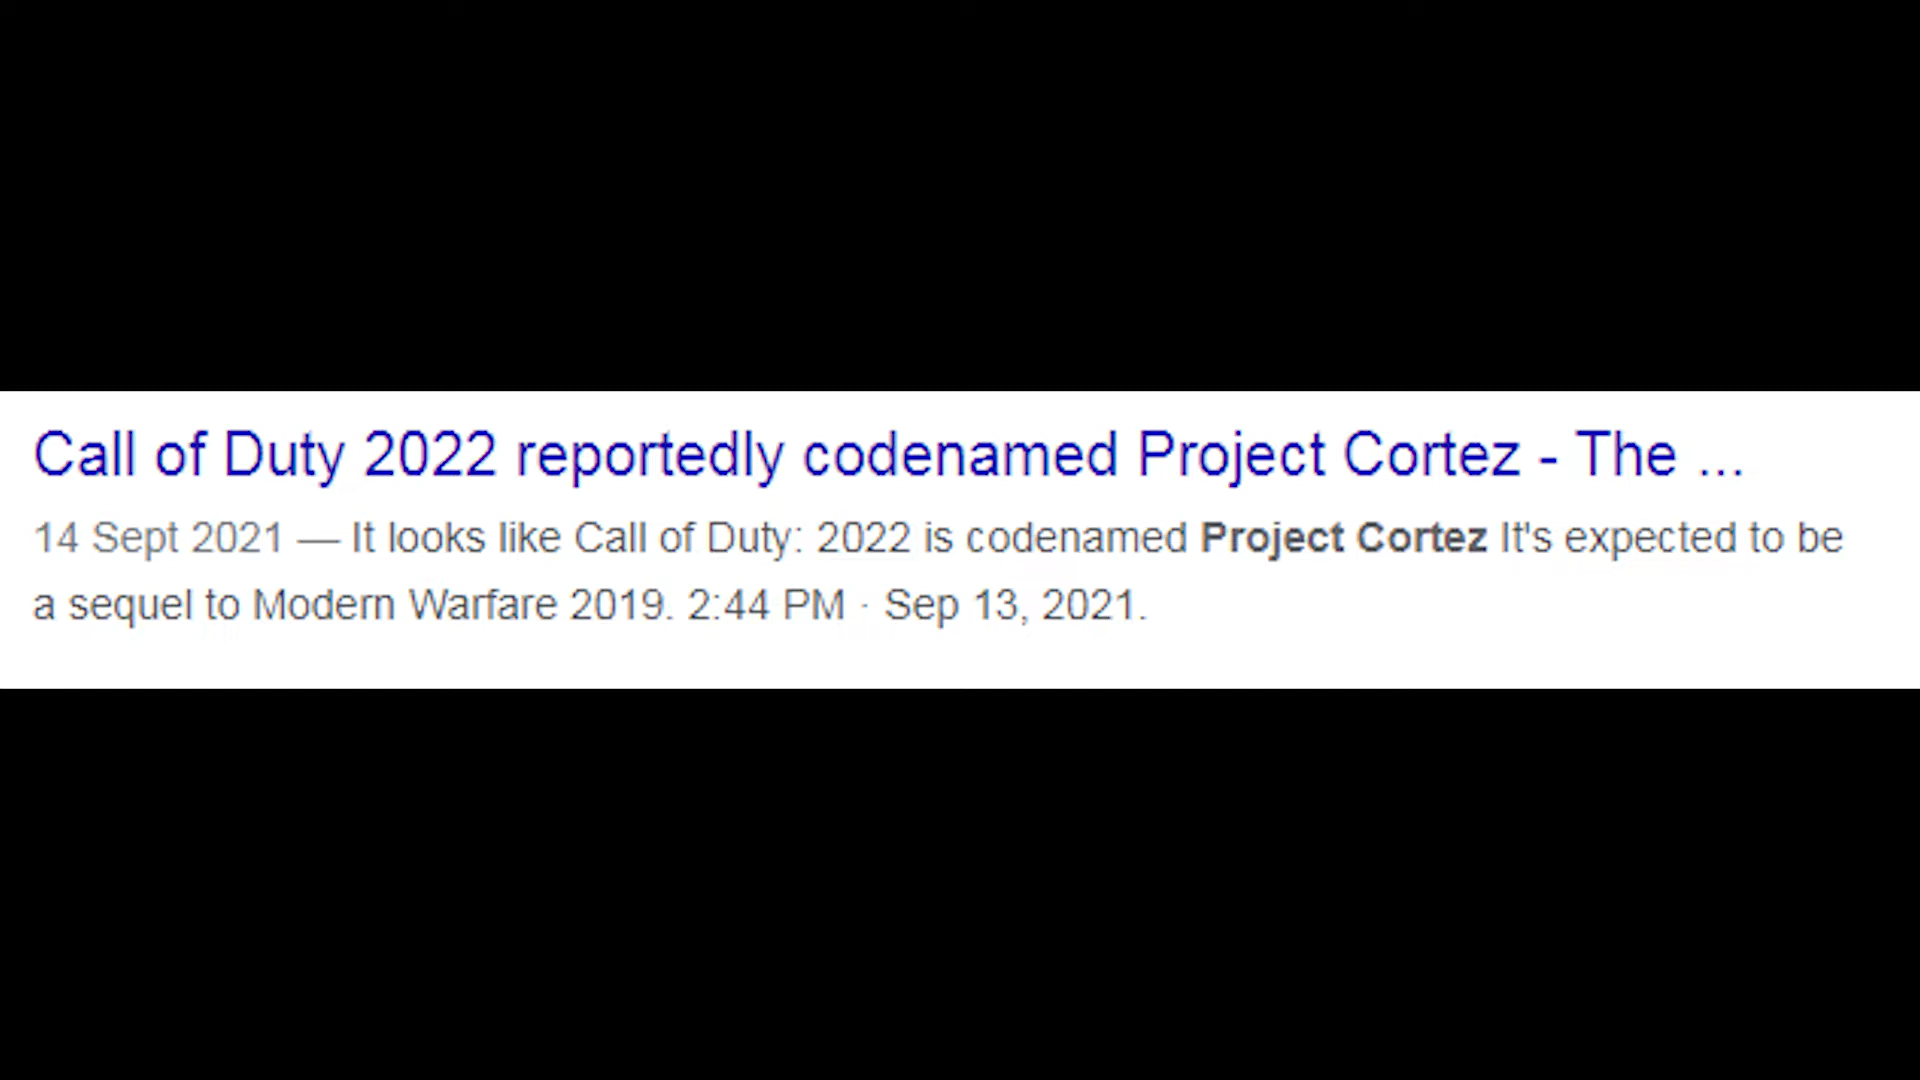 Call of Duty 2022 reportedly codenamed Project Cortez - The ...
14 Sept 2021 — It looks like Call of Duty: 2022 is codenamed Project Cortez It's expected to be
a sequel to Modern Warfare 2019. 2:44 PM · Sep 13, 2021.